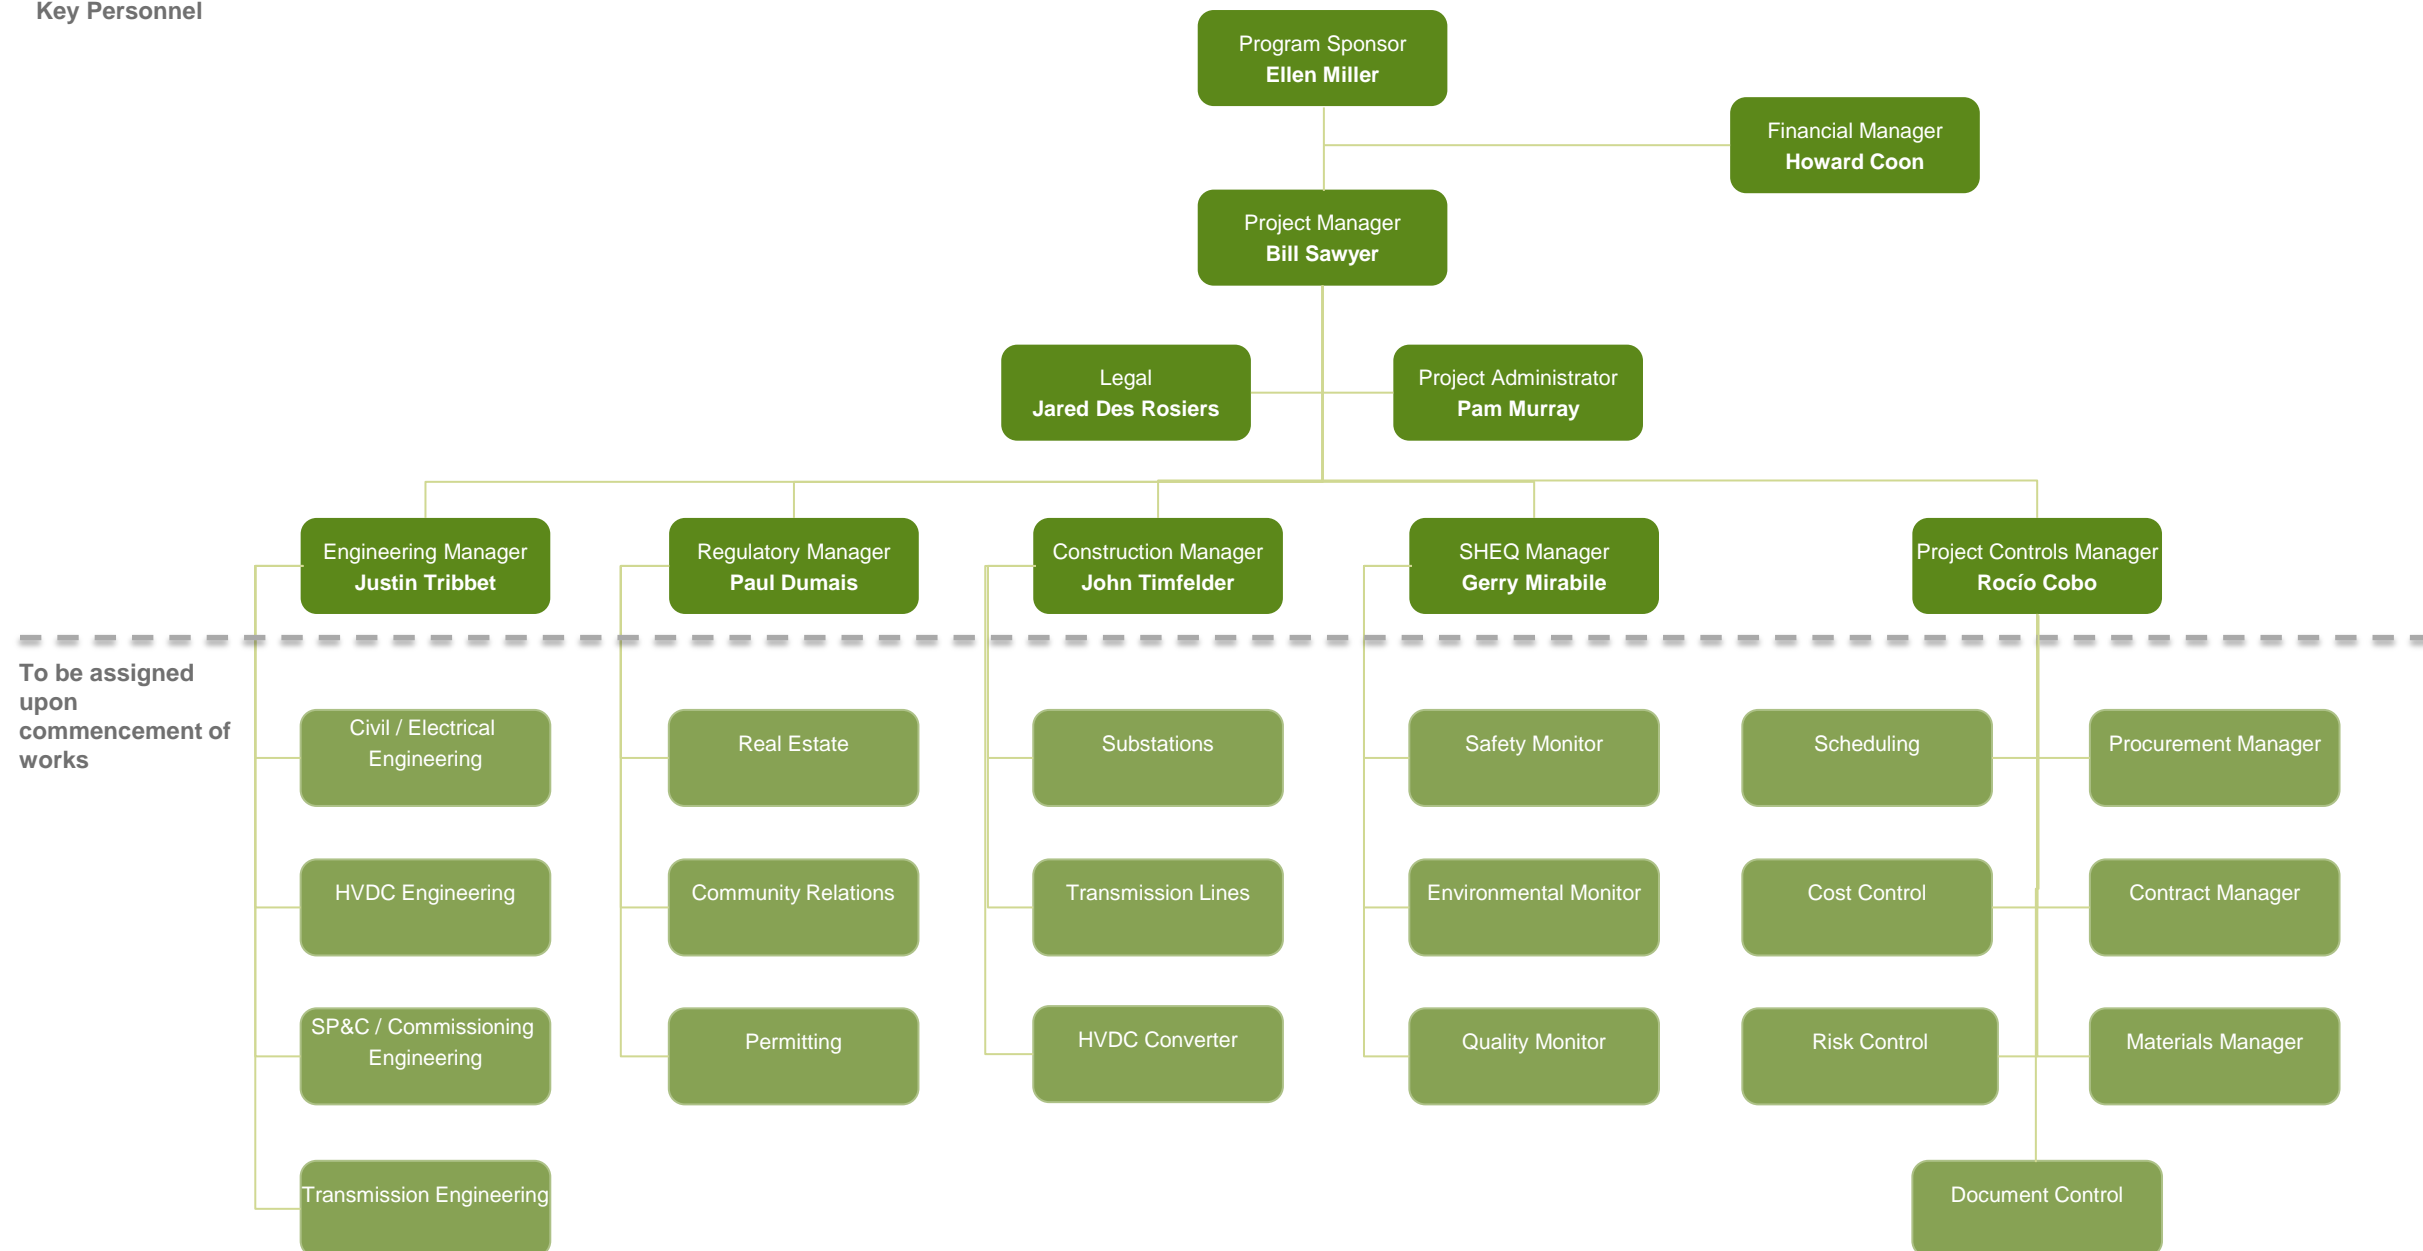 Key Personnel
Program Sponsor
Ellen Miller
Financial Manager
Howard Coon
Project Manager
Bill Sawyer
Legal
Jared Des Rosiers
Project Administrator
Pam Murray
Engineering Manager
Justin Tribbet
Regulatory Manager
Paul Dumais
Construction Manager
John Timfelder
SHEQ Manager
Gerry Mirabile
Project Controls Manager
Rocío Cobo
To be assigned
upon
commencement of
works
Civil / Electrical
Engineering
Real Estate
Substations
Safety Monitor
Scheduling
Procurement Manager
HVDC Engineering
Community Relations
Transmission Lines
Environmental Monitor
Cost Control
Contract Manager
SP&C / Commissioning
Engineering
Permitting
HVDC Converter
Quality Monitor
Risk Control
Materials Manager
Transmission Engineering
Document Control